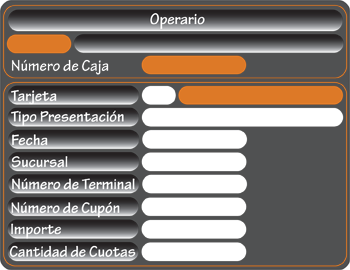 Operario
Número de Caja
Tarjeta
Tipo Presentación
Fecha
Sucursal
Número de Terminal
Número de Cupón
Importe
Cantidad de Cuotas